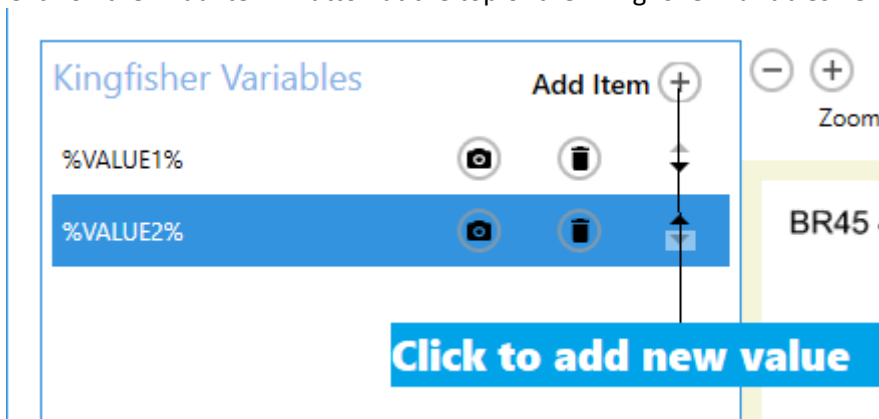 Kingfisher Variables
Add Item
Zoom
%VALUE1%
%VALUE2%
BR45
Click to add new value